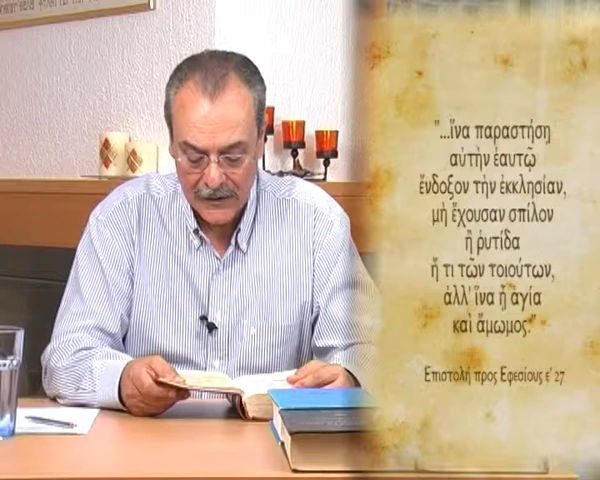 "...ἵνα παραστήσῃ
αὐτὴν ἑαυτῷ
ἔνδοξον τὴν ἐκκλησίαν,
μὴ ἔχουσαν σπίλον
ἢ ῥυτίδα
ἤ τι τῶν τοιούτων,
ἀλλ' ἵνα ᾖ ἁγία
καὶ ἄμωμος."
Επιστολή προς Εφεσίους ε' 27